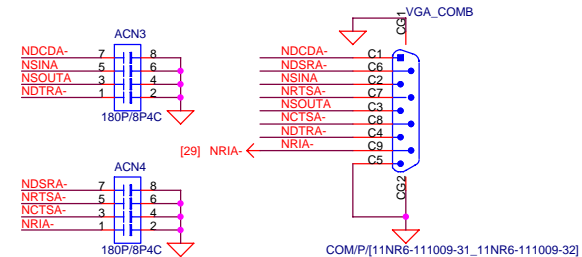 ACN3
NDCDA- 7 8
NSINA 5 6
NSOUTA 3 4
NDTRA- 1 2
180P/8P4C
ACN4
NDSRA- 7 8
NRTSA- 5 6
NCTSA- 3 4
NRIA- 1 2
180P/8P4C
VGA_COMB
CG1
NDCDA- C1
NDSRA- C6
NSINA C2
NRTSA- C7
NSOUTA C3
NCTSA- C8
NDTRA- C4
[29] NRIA- NRIA- C9
C5
CG2
COM/P/[11NR6-111009-31_11NR6-111009-32]